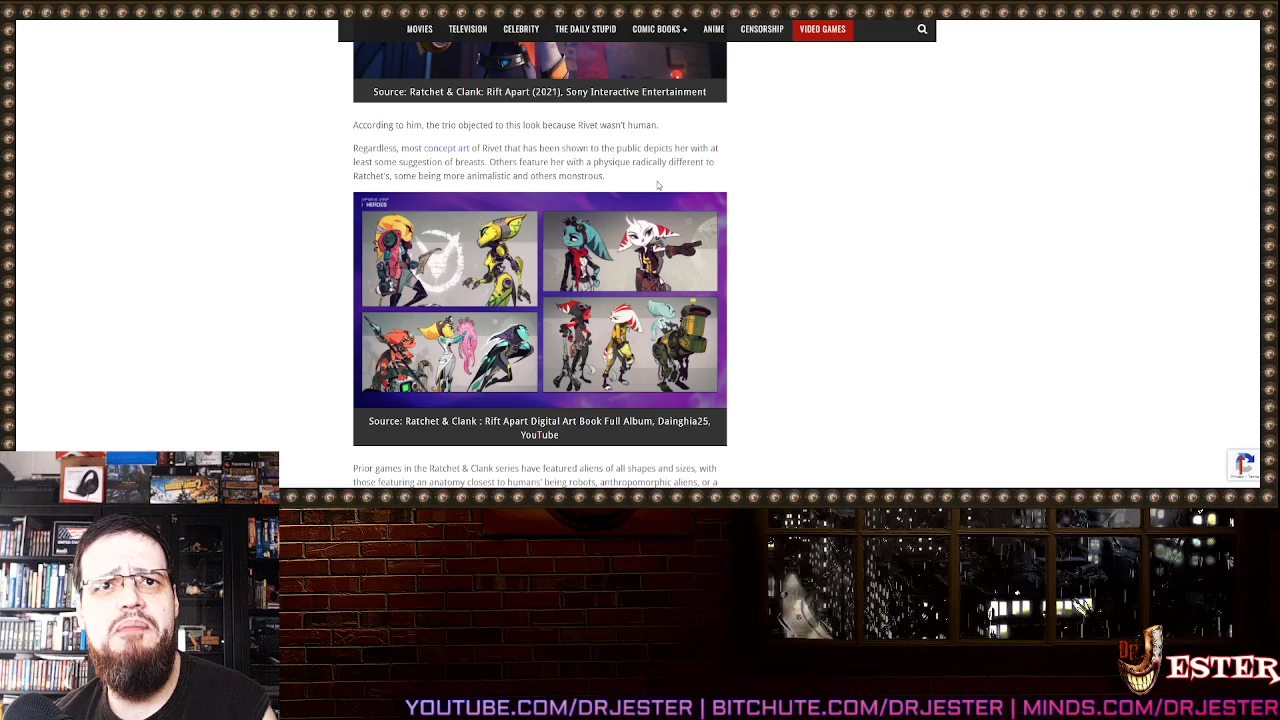 MOVIES TELEVISION CELEBRITY THE DAILY STUPID COMIC BOOKS + ANIME CENSORSHIP VIDEO GAMES
Source: Ratchet & Clank: Rift Apart (2021), Sony Interactive Entertainment
According to him, the trio objected to this look because Rivet wasn't human.
Regardless, most concept art of Rivet that has been shown to the public depicts her with at
least some suggestion of breasts. Others feature her with a physique radically different to
Ratchet's, some being more animalistic and others monstrous.
HEROES
Source: Ratchet & Clank : Rift Apart Digital Art Book Full Album, Dainghia25,
YouTube
Prior games in the Ratchet & Clank series have featured aliens of all shapes and sizes, with
those featuring an anatomy closest to humans' being robots, anthropomorphic aliens, or a
Dr. JESTER
YOUTUBE.COM/DRJESTER | BITCHUTE.COM/DRJESTER | MINDS.COM/DRJESTER